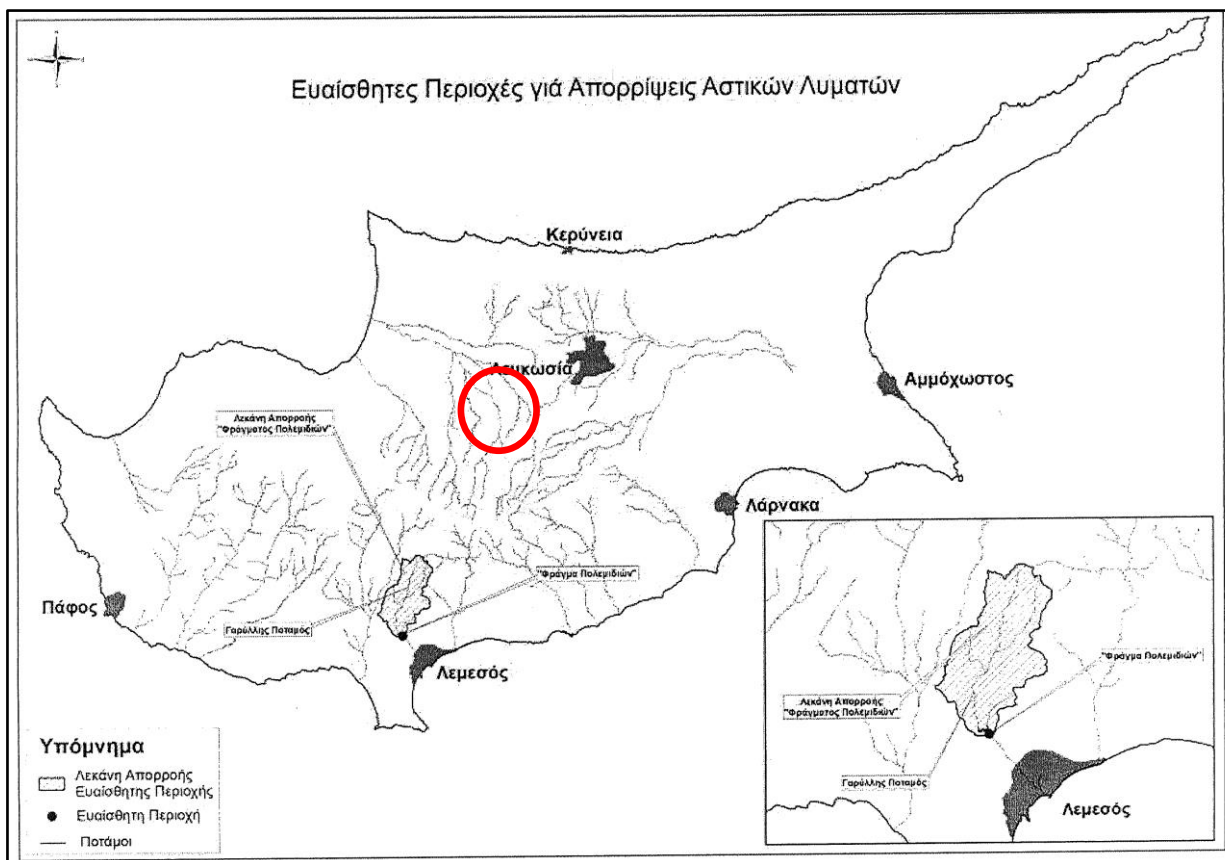 Ευαίσθητες Περιοχές γιά Απορρίψεις Αστικών Λυμάτών
Κερύνεια
Λευκωσία
Αμμόχωστος
Λεκάνη Απορροής
"Φράγματος Πολεμιδιών"
Λάρνακα
"Φράγμα Πολεμιδιών"
Πάφος
Γαρύλλης Ποταμός
Λεμεσός
Υπόμνημα
Λεκάνη Απορροής
Ευαίσθητης Περιοχής
Ευαίσθητη Περιοχή
Ποτάμοι
"Φράγμα Πολεμιδιών"
Λεκάνη Απορροής
"Φράγματος Πολεμιδιών"
Γαρύλλης Ποταμός
Λεμεσός